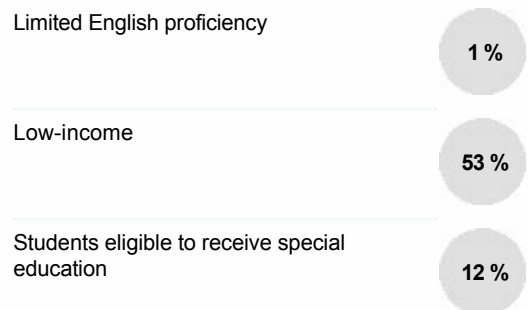 Limited English proficiency
1 %
Low-income
53 %
Students eligible to receive special
education
12 %